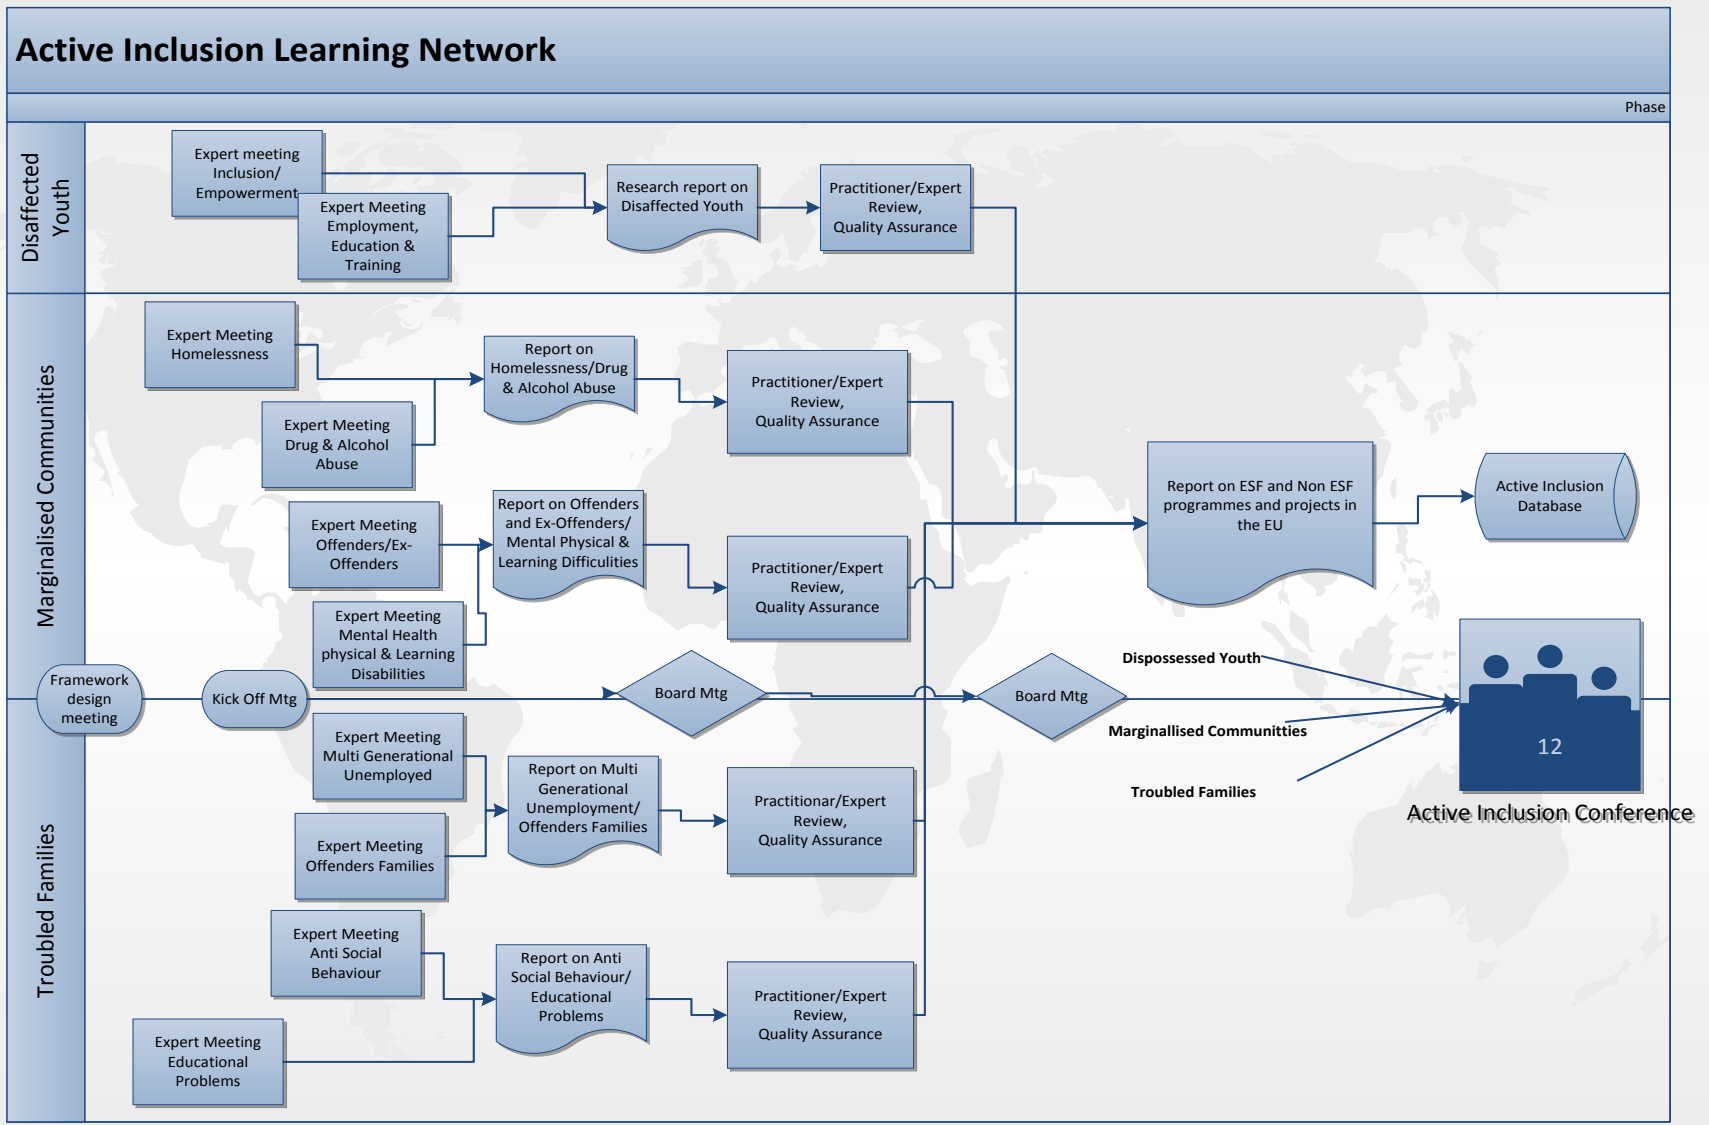 Active Inclusion Learning Network
Phase
Disaffected
Youth
Expert meeting
Inclusion/
Empowerment
Expert Meeting
Employment,
Education &
Training
Research report on
Disaffected Youth
Practitioner/Expert
Review,
Quality Assurance
Marginalised Communities
Expert Meeting
Homelessness
Expert Meeting
Drug & Alcohol
Abuse
Report on
Homelessness/Drug
& Alcohol Abuse
Practitioner/Expert
Review,
Quality Assurance
Expert Meeting
Offenders/Ex-
Offenders
Expert Meeting
Mental Health
physical & Learning
Disabilities
Report on Offenders
and Ex-Offenders/
Mental Physical &
Learning Difficulities
Practitioner/Expert
Review,
Quality Assurance
Report on ESF and Non ESF
programmes and projects in
the EU
Active Inclusion
Database
Framework
design
meeting
Kick Off Mtg
Board Mtg
Board Mtg
Dispossessed Youth
Marginallised Communitties
Troubled Families
12
Active Inclusion Conference
Troubled Families
Expert Meeting
Multi Generational
Unemployed
Expert Meeting
Offenders Families
Report on Multi
Generational
Unemployment/
Offenders Families
Practitionar/Expert
Review,
Quality Assurance
Expert Meeting
Anti Social
Behaviour
Expert Meeting
Educational
Problems
Report on Anti
Social Behaviour/
Educational
Problems
Practitioner/Expert
Review,
Quality Assurance